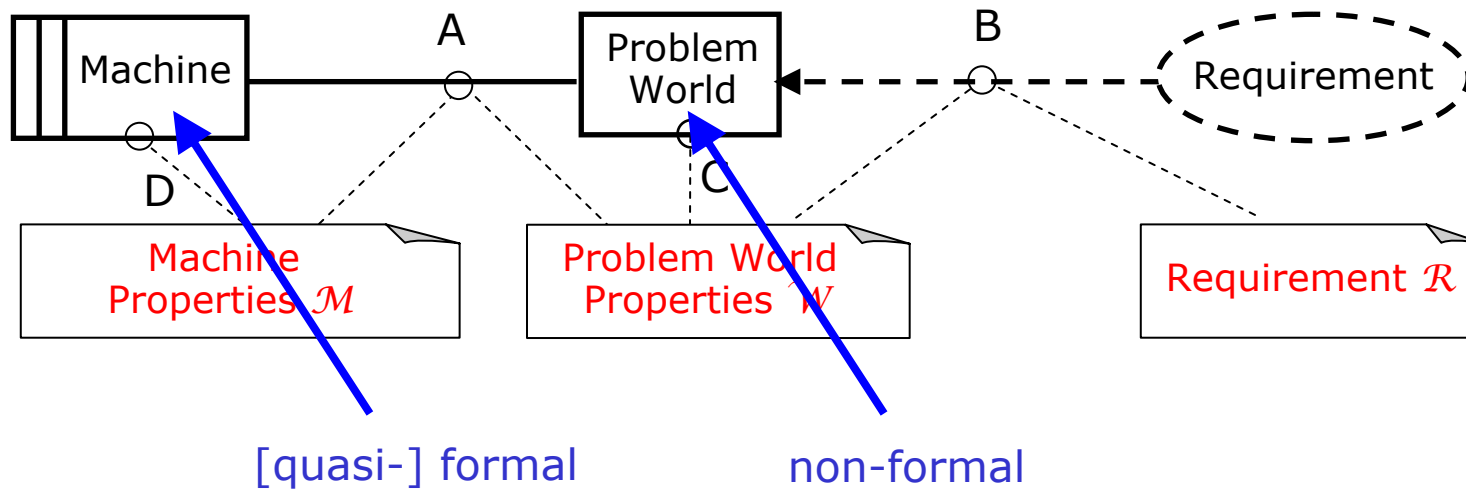 A
B
Machine
Problem
World
Requirement
D
C
Machine
Properties ℳ
Problem World
Properties 𝒲
Requirement ℛ
[quasi-] formal
non-formal